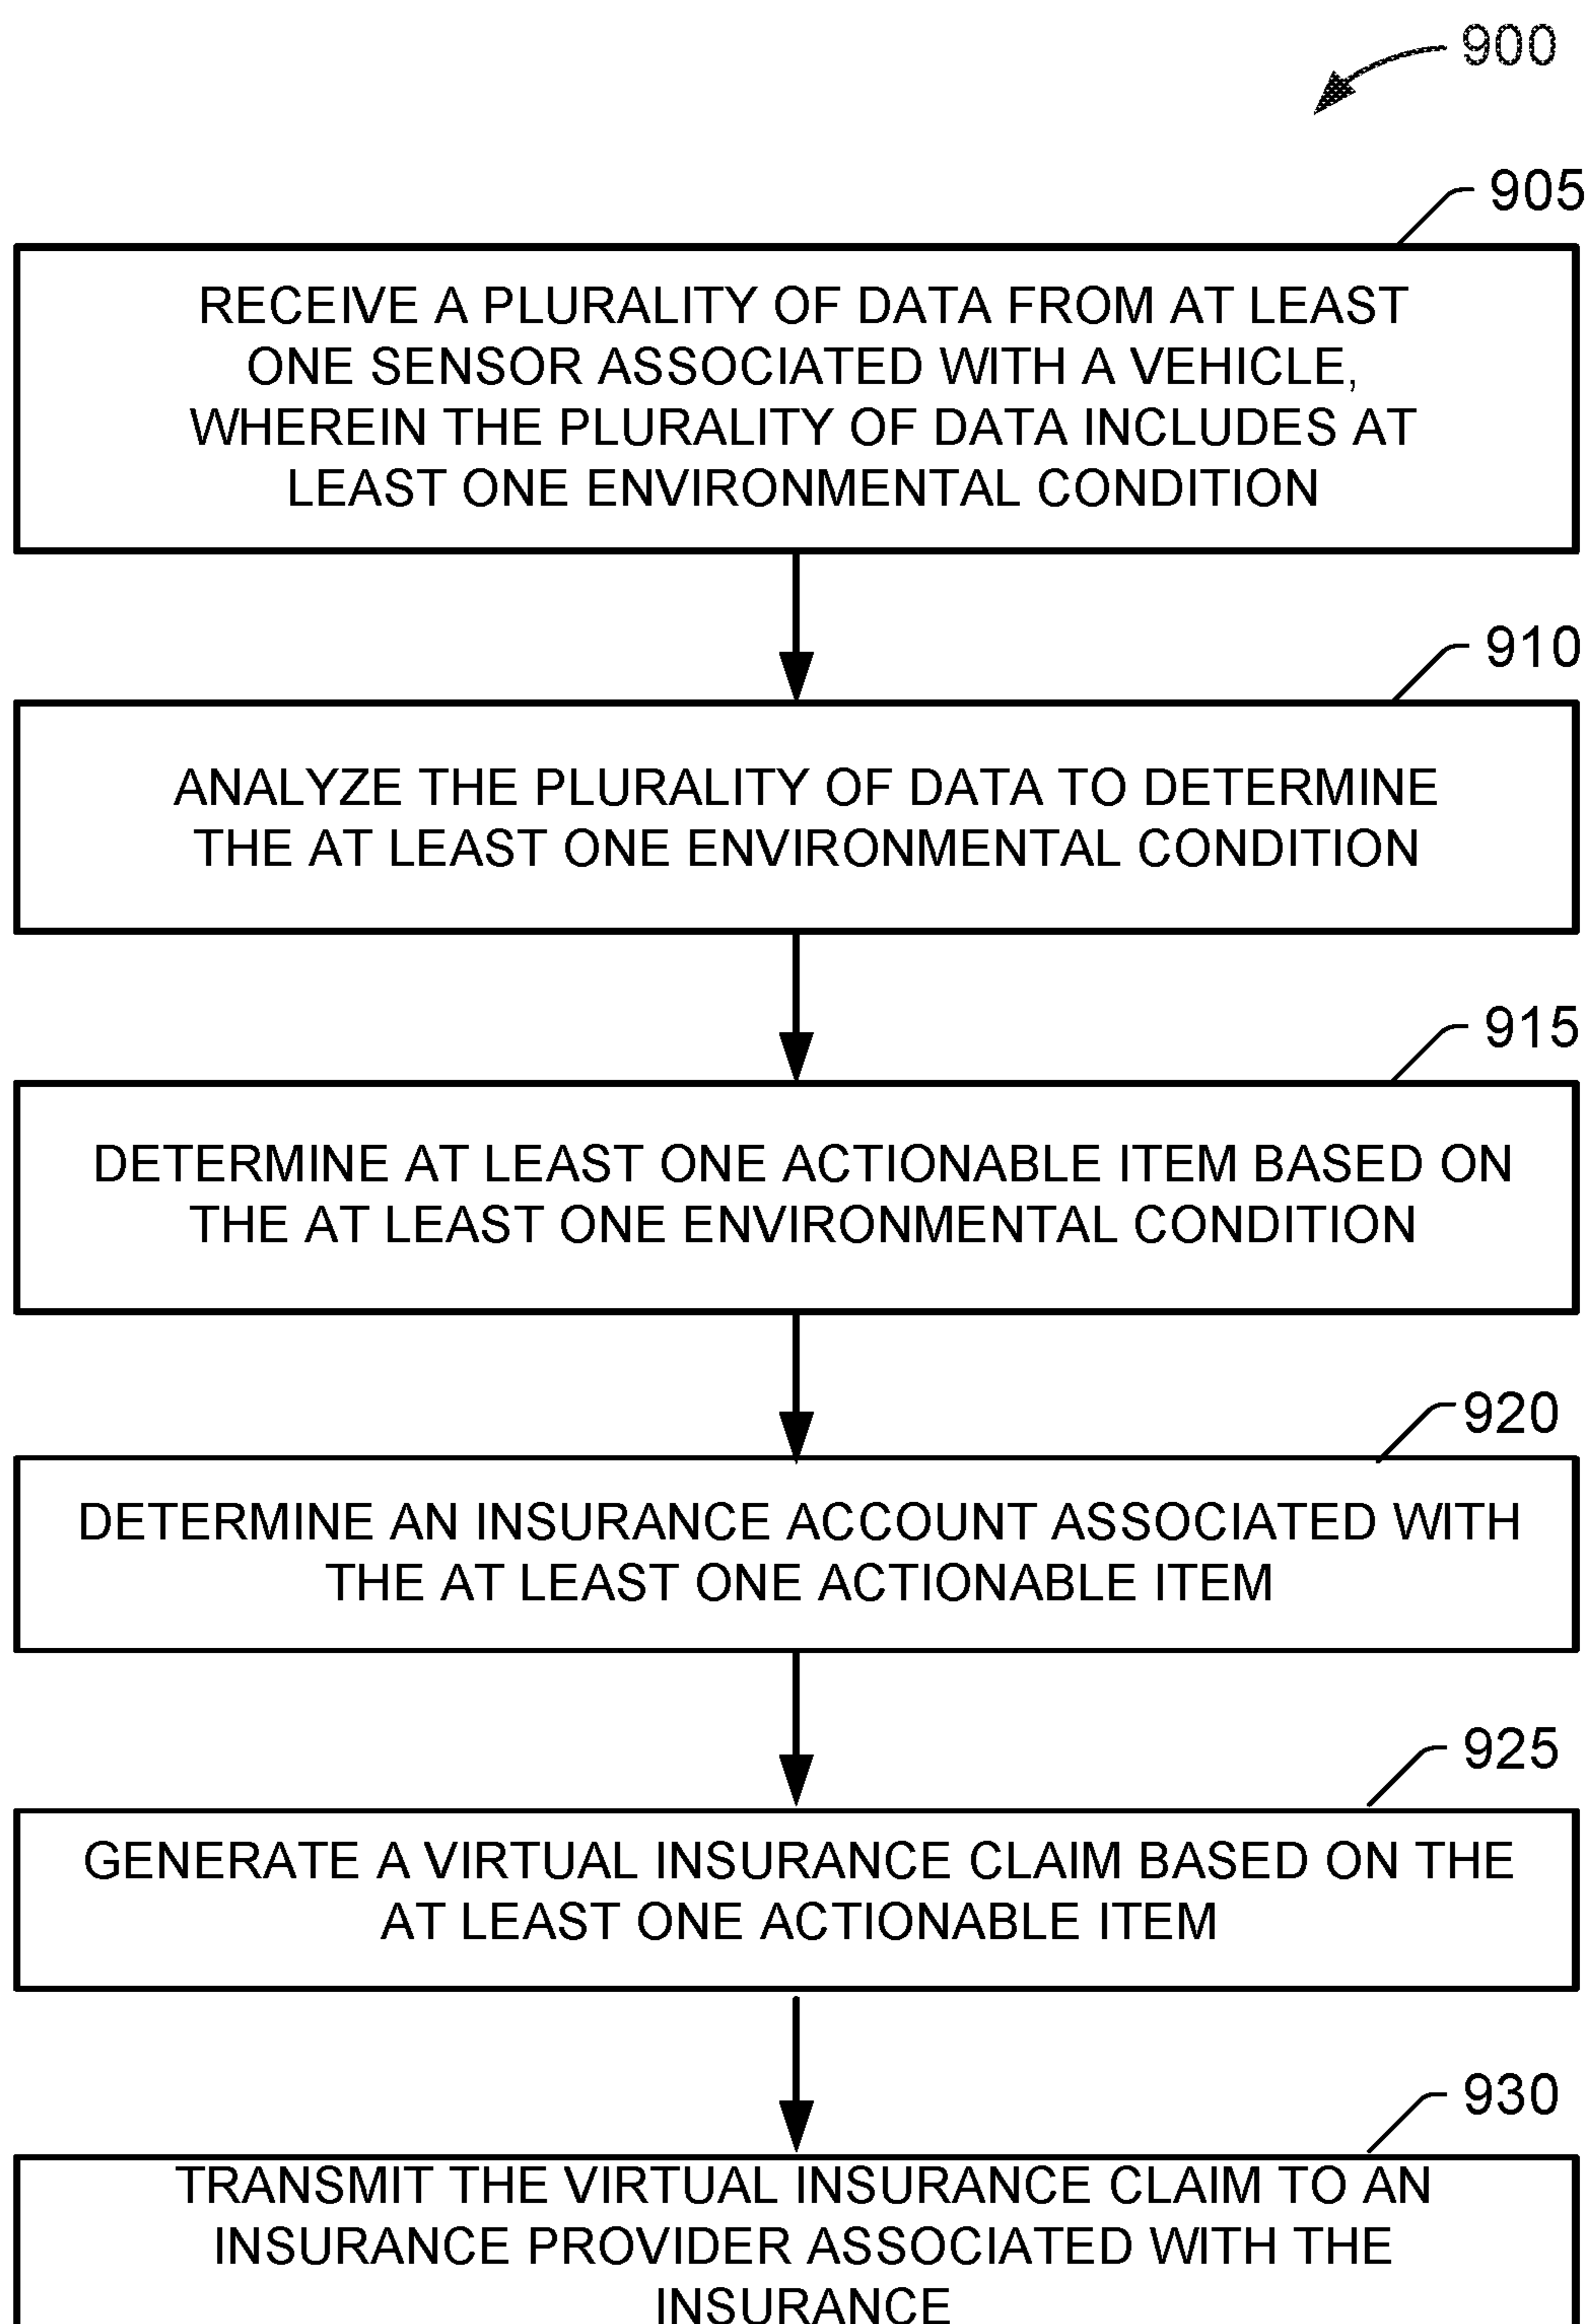 900
905
RECEIVE A PLURALITY OF DATA FROM AT LEAST
ONE SENSOR ASSOCIATED WITH A VEHICLE,
WHEREIN THE PLURALITY OF DATA INCLUDES AT
LEAST ONE ENVIRONMENTAL CONDITION
910
ANALYZE THE PLURALITY OF DATA TO DETERMINE
THE AT LEAST ONE ENVIRONMENTAL CONDITION
915
DETERMINE AT LEAST ONE ACTIONABLE ITEM BASED ON
THE AT LEAST ONE ENVIRONMENTAL CONDITION
920
DETERMINE AN INSURANCE ACCOUNT ASSOCIATED WITH
THE AT LEAST ONE ACTIONABLE ITEM
925
GENERATE A VIRTUAL INSURANCE CLAIM BASED ON THE
AT LEAST ONE ACTIONABLE ITEM
930
TRANSMIT THE VIRTUAL INSURANCE CLAIM TO AN
INSURANCE PROVIDER ASSOCIATED WITH THE
INSURANCE